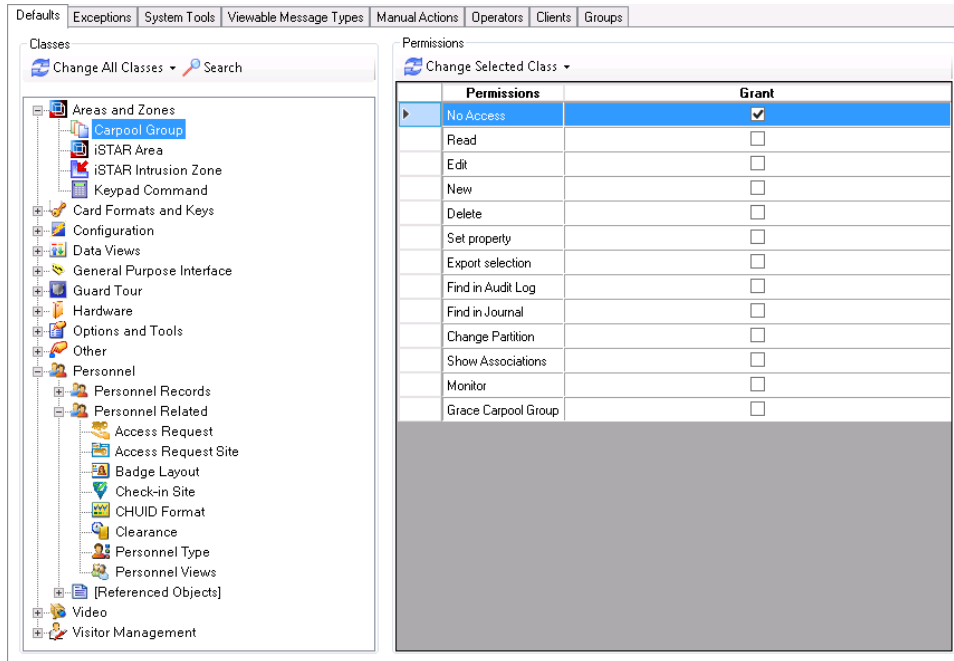 Defaults Exceptions System Tools Viewable Message Types Manual Actions Operators Clients Groups
Classes
Change All Classes Search
Areas and Zones
Carpool Group
iSTAR Area
iSTAR Intrusion Zone
Keypad Command
Card Formats and Keys
Configuration
Data Views
General Purpose Interface
Guard Tour
Hardware
Options and Tools
Other
Personnel
Personnel Records
Personnel Related
Access Request
Access Request Site
Badge Layout
Check-in Site
CHUID Format
Clearance
Personnel Type
Personnel Views
[Referenced Objects]
Video
Visitor Management
Permissions
Change Selected Class
Permissions Grant
No Access
Read
Edit
New
Delete
Set property
Export selection
Find in Audit Log
Find in Journal
Change Partition
Show Associations
Monitor
Grace Carpool Group